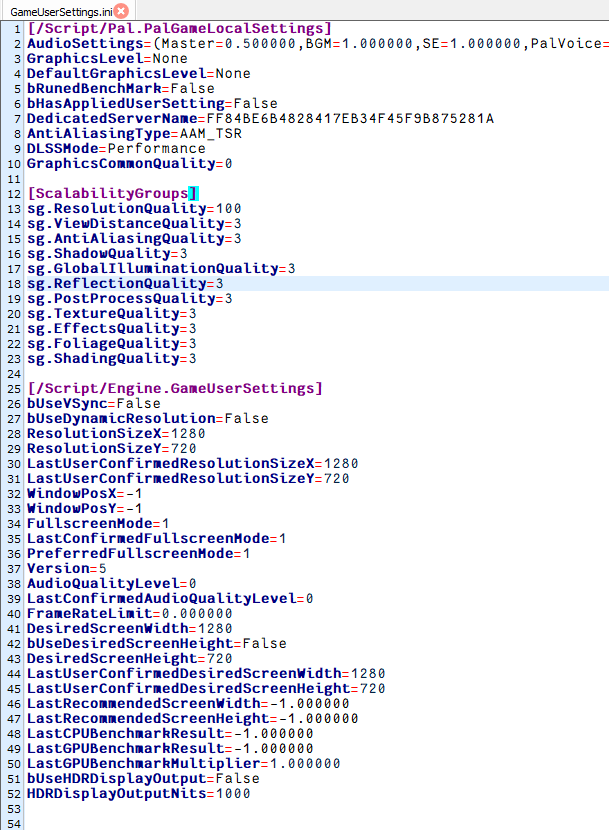 GameUserSettings.ini
1 [/Script/Pal.PalGameLocalSettings]
2 AudioSettings=(Master=0.500000,BGM=1.000000,SE=1.000000,PalVoice=
3 GraphicsLevel=None
4 DefaultGraphicsLevel=None
5 bRunedBenchMark=False
6 bHasAppliedUserSetting=False
7 DedicatedServerName=FF84BE6B4828417EB34F45F9B875281A
8 AntiAliasingType=AAM_TSR
9 DLSSMode=Performance
10 GraphicsCommonQuality=0
11
12 [ScalabilityGroups]
13 sg.ResolutionQuality=100
14 sg.ViewDistanceQuality=3
15 sg.AntiAliasingQuality=3
16 sg.ShadowQuality=3
17 sg.GlobalIlluminationQuality=3
18 sg.ReflectionQuality=3
19 sg.PostProcessQuality=3
20 sg.TextureQuality=3
21 sg.EffectsQuality=3
22 sg.FoliageQuality=3
23 sg.ShadingQuality=3
24
25 [/Script/Engine.GameUserSettings]
26 bUseVSync=False
27 bUseDynamicResolution=False
28 ResolutionSizeX=1280
29 ResolutionSizeY=720
30 LastUserConfirmedResolutionSizeX=1280
31 LastUserConfirmedResolutionSizeY=720
32 WindowPosX=-1
33 WindowPosY=-1
34 FullscreenMode=1
35 LastConfirmedFullscreenMode=1
36 PreferredFullscreenMode=1
37 Version=5
38 AudioQualityLevel=0
39 LastConfirmedAudioQualityLevel=0
40 FrameRateLimit=0.000000
41 DesiredScreenWidth=1280
42 bUseDesiredScreenHeight=False
43 DesiredScreenHeight=720
44 LastUserConfirmedDesiredScreenWidth=1280
45 LastUserConfirmedDesiredScreenHeight=720
46 LastRecommendedScreenWidth=-1.000000
47 LastRecommendedScreenHeight=-1.000000
48 LastCPUBenchmarkResult=-1.000000
49 LastGPUBenchmarkResult=-1.000000
50 LastGPUBenchmarkMultiplier=1.000000
51 bUseHDRDisplayOutput=False
52 HDRDisplayOutputNits=1000
53
54